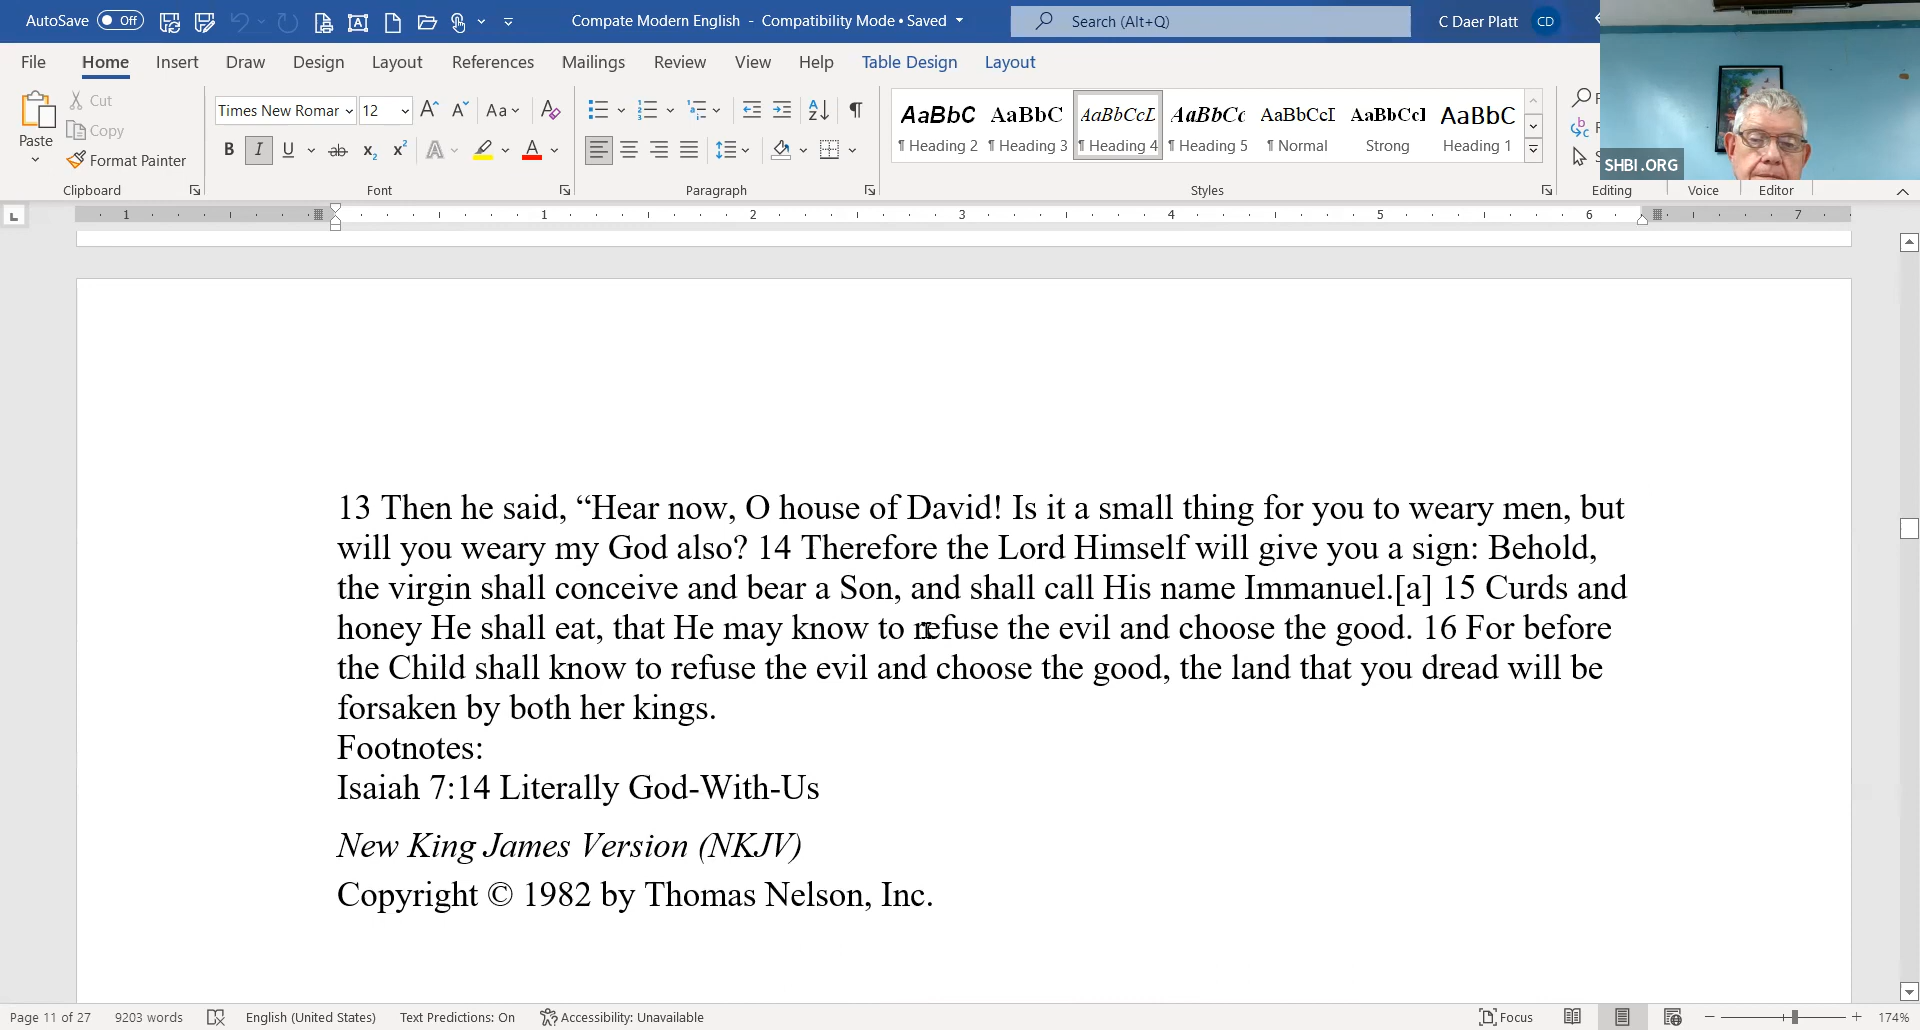 AutoSave Off
Compate Modern English - Compatibility Mode • Saved
Search (Alt+Q)
C Daer Platt CD
File Home Insert Draw Design Layout References Mailings Review View Help Table Design Layout
Paste
Cut
Copy
Format Painter
Clipboard
Times New Romar 12
Font
Paragraph
AaBbC AaBbC AaBbCcL AaBbCc AaBbCcI AaBbCcI AaBbC
¶ Heading 2 ¶ Heading 3 ¶ Heading 4 ¶ Heading 5 ¶ Normal Strong Heading 1
Styles
Editing Voice Editor
SHBI.ORG
1 1 2 3 4 5 6 7
13 Then he said, “Hear now, O house of David! Is it a small thing for you to weary men, but
will you weary my God also? 14 Therefore the Lord Himself will give you a sign: Behold,
the virgin shall conceive and bear a Son, and shall call His name Immanuel.[a] 15 Curds and
honey He shall eat, that He may know to refuse the evil and choose the good. 16 For before
the Child shall know to refuse the evil and choose the good, the land that you dread will be
forsaken by both her kings.
Footnotes:
Isaiah 7:14 Literally God-With-Us
New King James Version (NKJV)
Copyright © 1982 by Thomas Nelson, Inc.
Page 11 of 27 9203 words English (United States) Text Predictions: On Accessibility: Unavailable Focus 174%